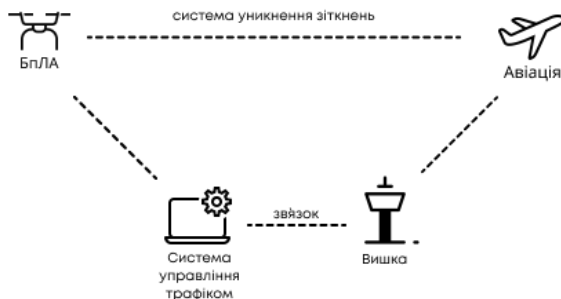 система уникнення зіткнень
БпЛА
Авіація
зв'язок
Система
управління
трафіком
Вишка